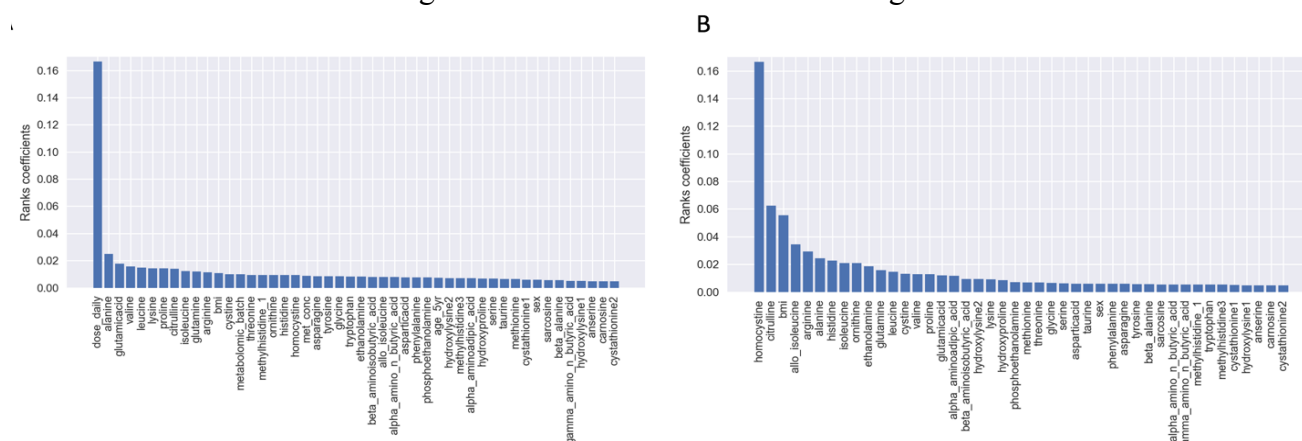 B
Ranks coefficients
0.16
0.14
0.12
0.10
0.08
0.06
0.04
0.02
0.00
dose_daily
alanine
glutamicacid
valine
leucine
lysine
proline
citrulline
isoleucine
glutamine
arginine
bmi
cystine
metabolomic_batch
threonine
methylhistidine_1
ornithine
histidine
homocystine
met_conc
asparagine
tyrosine
glycine
tryptophan
ethanolamine
beta_aminoisobutyric_acid
allo_isoleucine
alpha_amino_n_butyric_acid
asparticacid
phenylalanine
phosphoethanolamine
age_5yr
hydroxylysine2
methylhistidine3
alpha_aminoadipic_acid
hydroxyproline
serine
taurine
methionine
cystathionine1
sex
sarcosine
beta_alanine
gamma_amino_n_butyric_acid
hydroxylysine1
anserine
carnosine
cystathionine2
Ranks coefficients
0.16
0.14
0.12
0.10
0.08
0.06
0.04
0.02
0.00
homocystine
citrulline
bmi
allo_isoleucine
arginine
alanine
histidine
isoleucine
ornithine
ethanolamine
glutamine
leucine
cystine
valine
proline
glutamicacid
alpha_aminoadipic_acid
beta_aminoisobutyric_acid
hydroxylysine2
lysine
hydroxyproline
phosphoethanolamine
methionine
threonine
glycine
serine
asparticacid
taurine
sex
phenylalanine
asparagine
tyrosine
beta_alanine
sarcosine
alpha_amino_n_butyric_acid
amma_amino_n_butyric_acid
methylhistidine_1
tryptophan
methylhistidine3
cystathionine1
hydroxylysine1
anserine
carnosine
cystathionine2